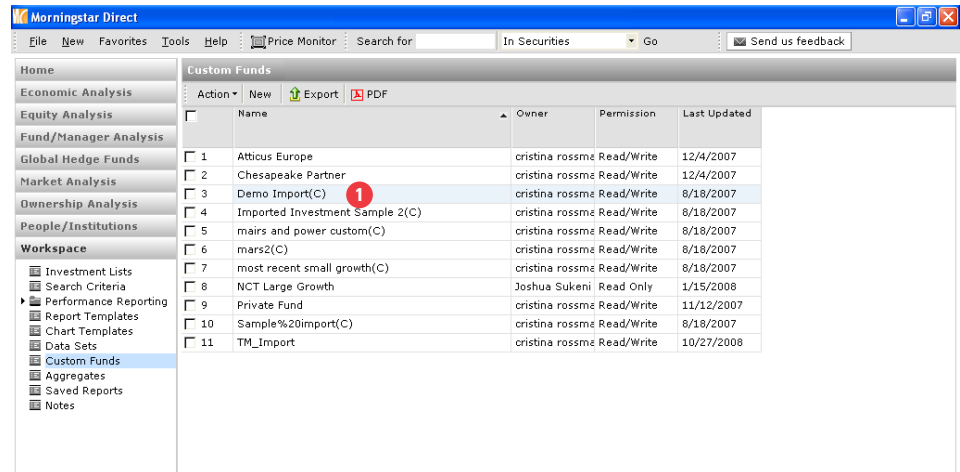 Morningstar Direct
File New Favorites Tools Help Price Monitor Search for In Securities Go Send us feedback
Home
Economic Analysis
Equity Analysis
Fund/Manager Analysis
Global Hedge Funds
Market Analysis
Ownership Analysis
People/Institutions
Workspace
Investment Lists
Search Criteria
Performance Reporting
Report Templates
Chart Templates
Data Sets
Custom Funds
Aggregates
Saved Reports
Notes
Custom Funds
Action New Export PDF
Name Owner Permission Last Updated
1 Atticus Europe cristina rossma Read/Write 12/4/2007
2 Chesapeake Partner cristina rossma Read/Write 12/4/2007
3 Demo Import(C) 1 cristina rossma Read/Write 8/18/2007
4 Imported Investment Sample 2(C) cristina rossma Read/Write 8/18/2007
5 mairs and power custom(C) cristina rossma Read/Write 8/18/2007
6 mars2(C) cristina rossma Read/Write 8/18/2007
7 most recent small growth(C) cristina rossma Read/Write 8/18/2007
8 NCT Large Growth Joshua Sukeni Read Only 1/15/2008
9 Private Fund cristina rossma Read/Write 11/12/2007
10 Sample%20import(C) cristina rossma Read/Write 8/18/2007
11 TM_Import cristina rossma Read/Write 10/27/2008